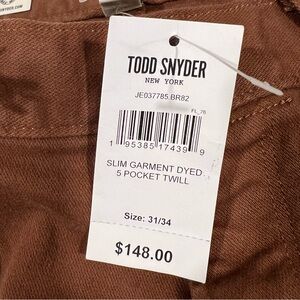 TODD SNYDER
NEW YORK
JE037785.BR82
FL_76
1 95385 17439 9
SLIM GARMENT DYED
5 POCKET TWILL
Size: 31/34
$148.00